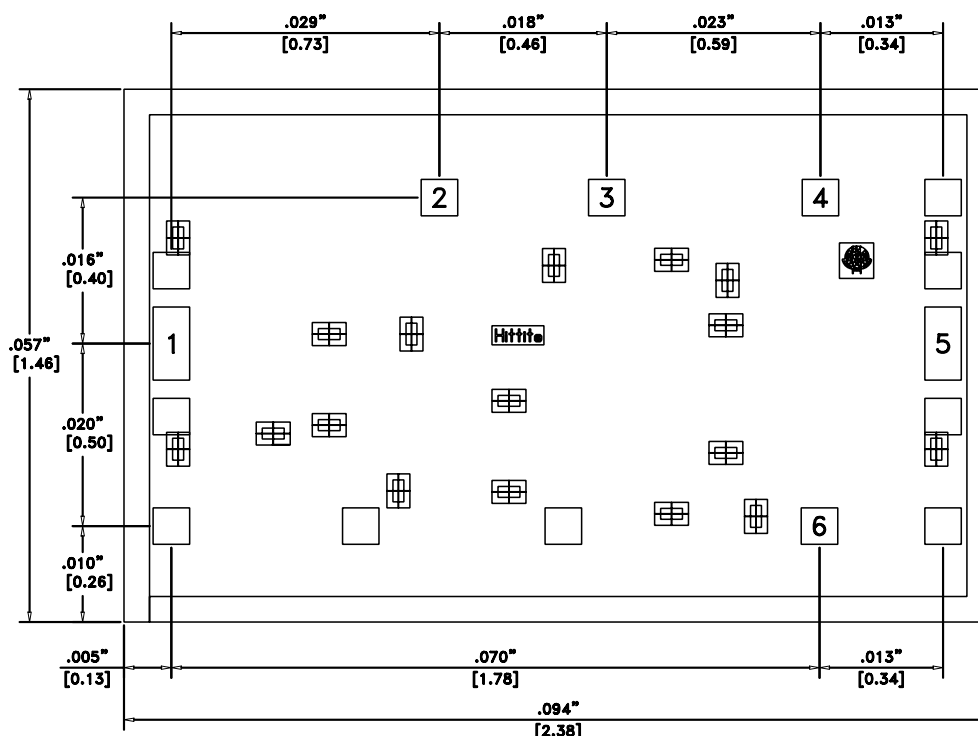 .029” .018” .023” .013”
[0.73] [0.46] [0.59] [0.34]
2 3 4
.016”
[0.40]
Hittite
1 5
.057”
[1.46]
.020”
[0.50]
6
.010”
[0.26]
.005” .070” .013”
[0.13] [1.78] [0.34]
.094”
[2.38]